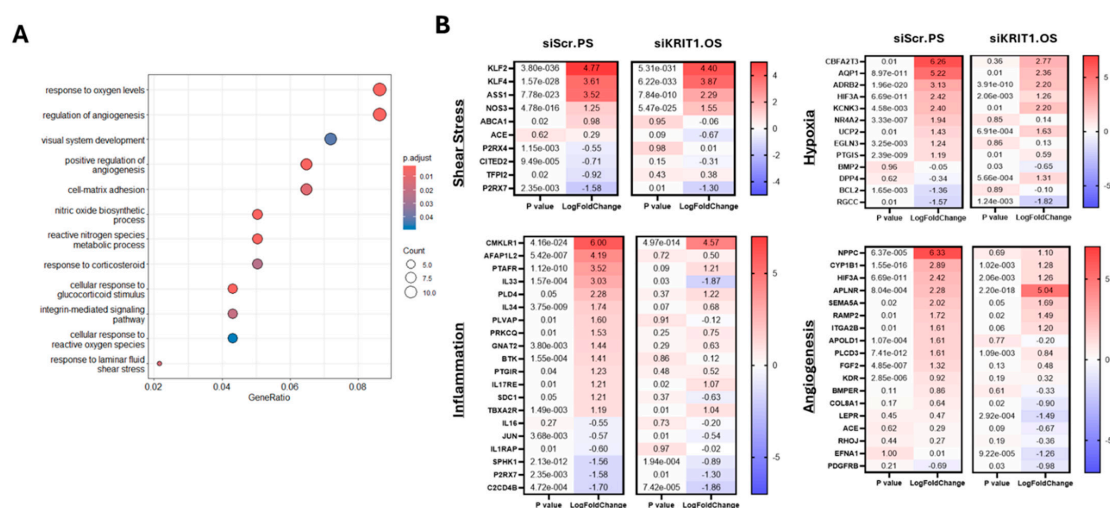 A
response to oxygen levels
regulation of angiogenesis
visual system development
positive regulation of
angiogenesis
cell-matrix adhesion
nitric oxide biosynthetic
process
reactive nitrogen species
metabolic process
response to corticosteroid
cellular response to
glucocorticoid stimulus
integrin-mediated signaling
pathway
cellular response to
reactive oxygen species
response to laminar fluid
shear stress
0.02 0.04 0.06 0.08
GeneRatio
p.adjust
0.01
0.02
0.03
0.04
Count
5.0
7.5
10.0
B
siScr.PS siKRIT1.OS
Shear Stress
KLF2 3.80e-036 4.77 5.31e-031 4.40
KLF4 1.57e-028 3.61 6.22e-033 3.87
ASS1 7.78e-023 3.52 7.84e-010 2.29
NOS3 4.78e-016 1.25 5.47e-025 1.55
ABCA1 0.02 0.98 0.95 -0.06
ACE 0.62 0.29 0.09 -0.67
P2RX4 1.15e-003 -0.55 0.98 0.01
CITED2 9.49e-005 -0.71 0.15 -0.31
TFPI2 0.02 -0.92 0.43 0.38
P2RX7 2.35e-003 -1.58 0.01 -1.30
P value LogFoldChange P value LogFoldChange
4
2
0
-2
-4
siScr.PS siKRIT1.OS
Hypoxia
CBFA2T3 0.01 6.26 0.36 2.77
AQP1 8.97e-011 5.22 0.01 2.36
ADRB2 1.96e-020 3.13 3.91e-010 2.20
HIF3A 6.69e-011 2.42 2.06e-003 1.26
KCNK3 4.58e-003 2.40 0.01 2.20
NR4A2 3.33e-007 1.94 0.85 0.14
UCP2 0.01 1.43 6.91e-004 1.63
EGLN3 3.25e-003 1.24 0.86 0.13
PTGIS 2.39e-009 1.19 0.01 0.59
BMP2 0.96 -0.05 0.03 -0.65
DPP4 0.62 -0.34 5.66e-004 1.31
BCL2 1.65e-003 -1.36 0.89 -0.10
RGCC 0.01 -1.57 1.24e-003 -1.82
P value LogFoldChange P value LogFoldChange
5
0
-5
Inflammation
CMKLR1 4.16e-024 6.00 4.97e-014 4.57
AFAP1L2 5.42e-007 4.19 0.72 0.50
PTAFR 1.12e-010 3.52 0.09 1.21
IL33 1.57e-004 3.03 0.03 -1.87
PLD4 0.05 2.28 0.37 1.22
IL34 3.75e-009 1.74 0.07 0.68
PLVAP 0.01 1.60 0.91 -0.12
PRKCQ 0.01 1.53 0.25 0.75
GNAT2 3.80e-003 1.44 0.29 0.63
BTK 1.55e-004 1.41 0.86 0.12
PTGIR 0.04 1.23 0.48 0.52
IL17RE 0.01 1.21 0.02 1.07
SDC1 0.05 1.21 0.37 -0.63
TBXA2R 1.49e-003 1.19 0.01 1.04
IL16 0.27 -0.55 0.73 -0.20
JUN 3.68e-003 -0.57 0.01 -0.54
IL1RAP 0.01 -0.60 0.97 -0.02
SPHK1 2.13e-012 -1.56 1.94e-004 -0.89
P2RX7 2.35e-003 -1.58 0.01 -1.30
C2CD4B 4.72e-004 -1.70 7.42e-005 -1.86
P value LogFoldChange P value LogFoldChange
5
0
-5
Angiogenesis
NPPC 6.37e-005 6.33 0.69 1.10
CYP1B1 1.55e-016 2.89 1.02e-003 1.28
HIF3A 6.69e-011 2.42 2.06e-003 1.26
APLNR 8.04e-004 2.28 2.20e-018 5.04
SEMA5A 0.02 2.02 0.05 1.69
RAMP2 0.01 1.72 0.02 1.49
ITGA2B 0.01 1.61 0.06 1.20
APOLD1 1.07e-004 1.61 0.77 -0.20
PLCD3 7.41e-012 1.61 1.09e-003 0.84
FGF2 4.85e-007 1.32 0.13 0.48
KDR 2.85e-006 0.92 0.19 0.32
BMPER 0.11 0.86 0.61 -0.33
COL8A1 0.17 0.64 0.02 -0.90
LEPR 0.45 0.47 2.92e-004 -1.49
ACE 0.62 0.29 0.09 -0.67
RHOJ 0.44 0.27 0.19 -0.36
EFNA1 1.00 0.01 9.22e-005 -1.26
PDGFRB 0.21 -0.69 0.03 -0.98
P value LogFoldChange P value LogFoldChange
5
0
-5